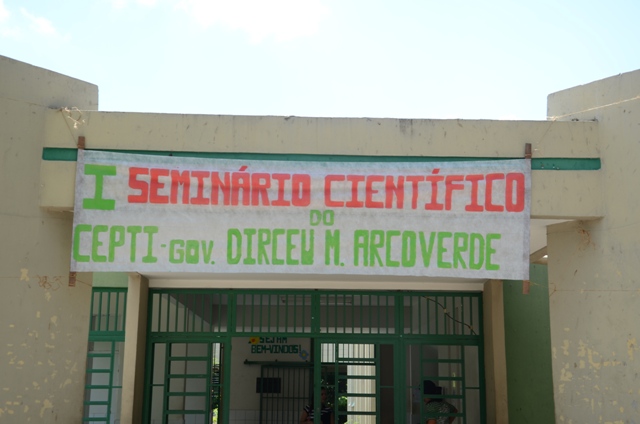 I SEMINÁRIO CIENTÍFICO
DO
CEPTI-GOV. DIRCEU M. ARCOVERDE
SEJAM
BEM-VINDOS!